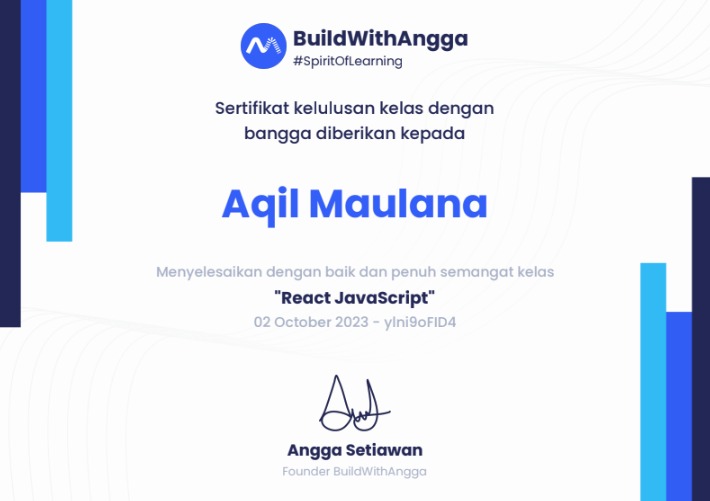 BuildWithAngga
#SpiritOfLearning
Sertifikat kelulusan kelas dengan
bangga diberikan kepada
Aqil Maulana
Menyelesaikan dengan baik dan penuh semangat kelas
"React JavaScript"
02 October 2023 - ylni9oFID4
Angga Setiawan
Founder BuildWithAngga